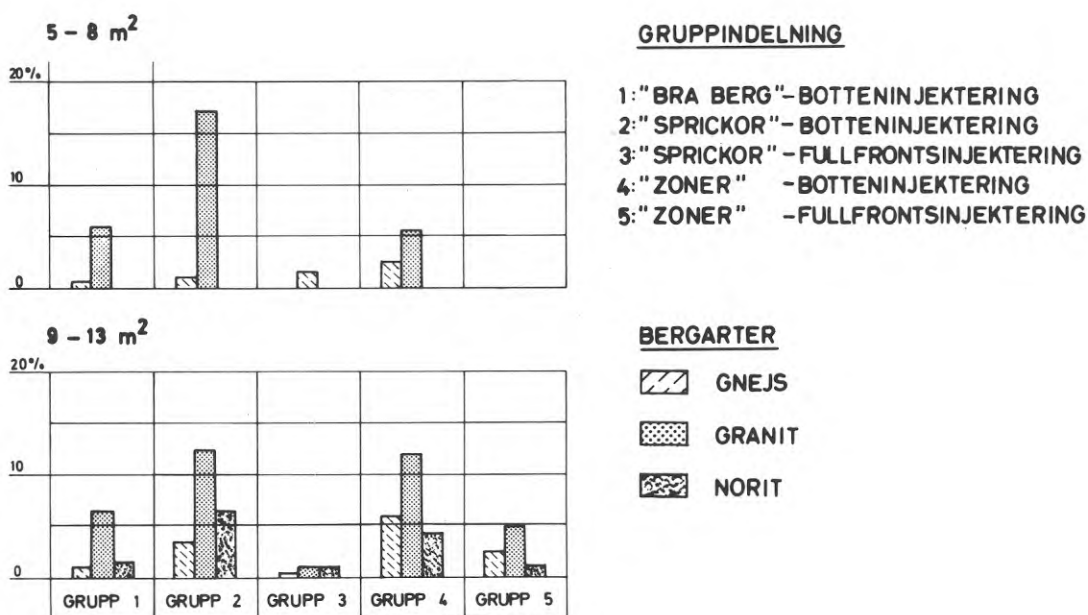 5 – 8 m²
20%
10
0
9 – 13 m²
20%
10
0
GRUPP 1
GRUPP 2
GRUPP 3
GRUPP 4
GRUPP 5
GRUPPINDELNING
1: "BRA BERG" – BOTTENINJEKTERING
2: "SPRICKOR" – BOTTENINJEKTERING
3: "SPRICKOR" – FULLFRONTSINJEKTERING
4: "ZONER" – BOTTENINJEKTERING
5: "ZONER" – FULLFRONTSINJEKTERING
BERGARTER
GNEJS
GRANIT
NORIT